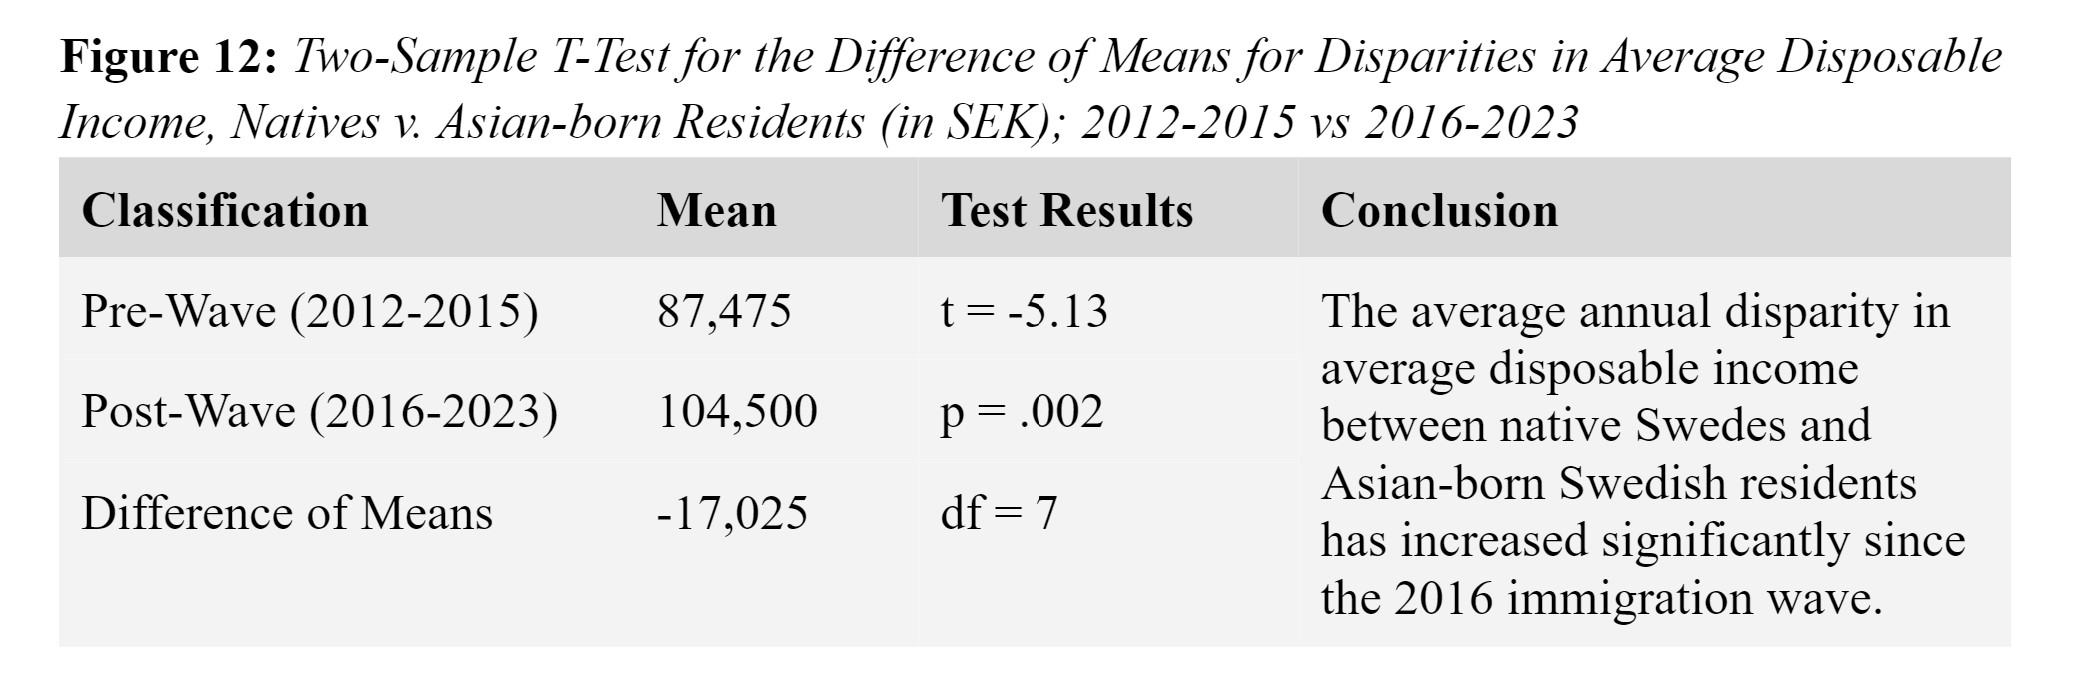 Figure 12: Two-Sample T-Test for the Difference of Means for Disparities in Average Disposable
Income, Natives v. Asian-born Residents (in SEK); 2012-2015 vs 2016-2023
Classification Mean Test Results Conclusion
Pre-Wave (2012-2015) 87,475 t = -5.13
Post-Wave (2016-2023) 104,500 p = .002
Difference of Means -17,025 df = 7
The average annual disparity in
average disposable income
between native Swedes and
Asian-born Swedish residents
has increased significantly since
the 2016 immigration wave.